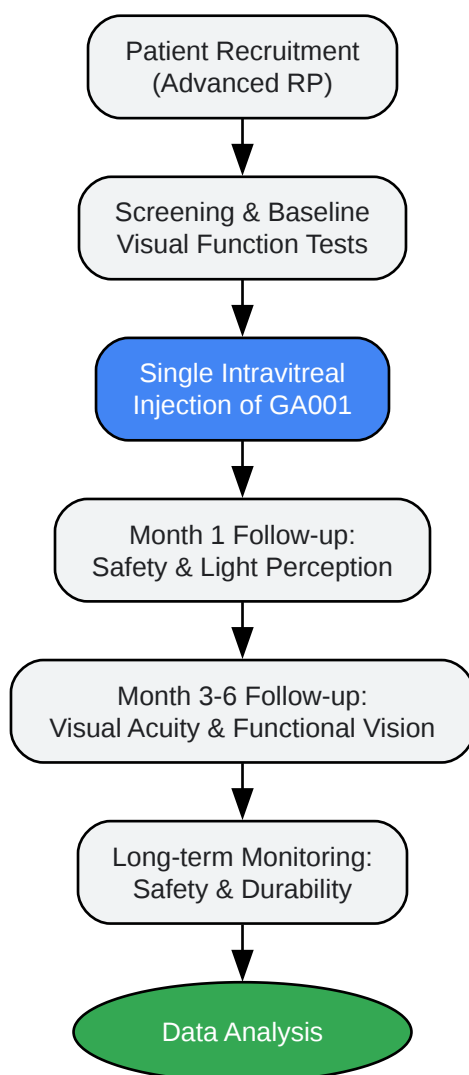 Patient Recruitment
(Advanced RP)
Screening & Baseline
Visual Function Tests
Single Intravitreal
Injection of GA001
Month 1 Follow-up:
Safety & Light Perception
Month 3-6 Follow-up:
Visual Acuity & Functional Vision
Long-term Monitoring:
Safety & Durability
Data Analysis